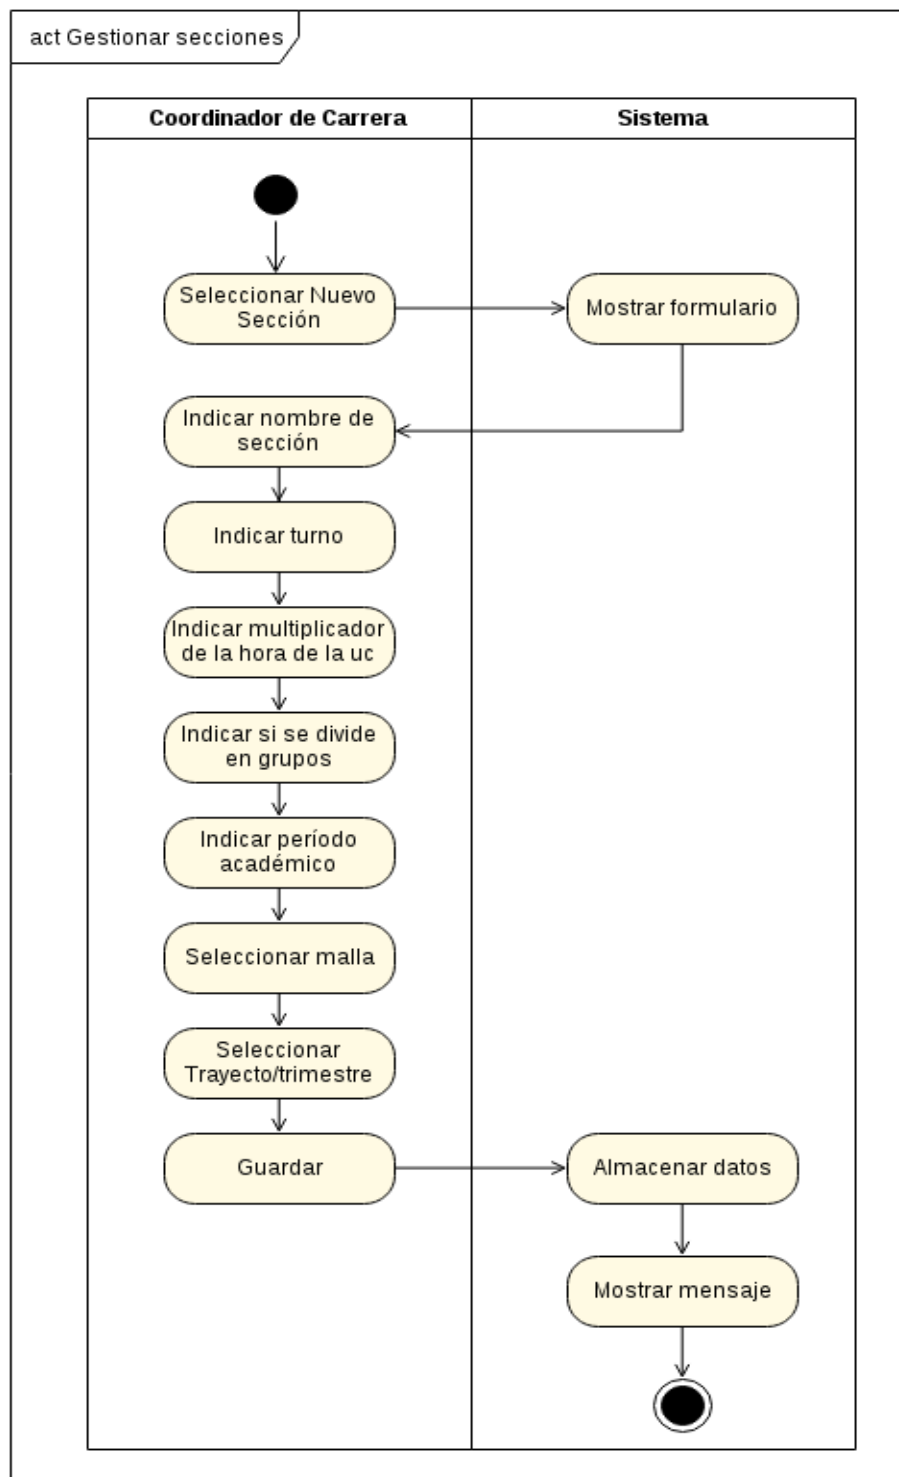 act Gestionar secciones
Coordinador de Carrera
Sistema
Seleccionar Nuevo
Sección
Mostrar formulario
Indicar nombre de
sección
Indicar turno
Indicar multiplicador
de la hora de la uc
Indicar si se divide
en grupos
Indicar período
académico
Seleccionar malla
Seleccionar
Trayecto/trimestre
Guardar
Almacenar datos
Mostrar mensaje